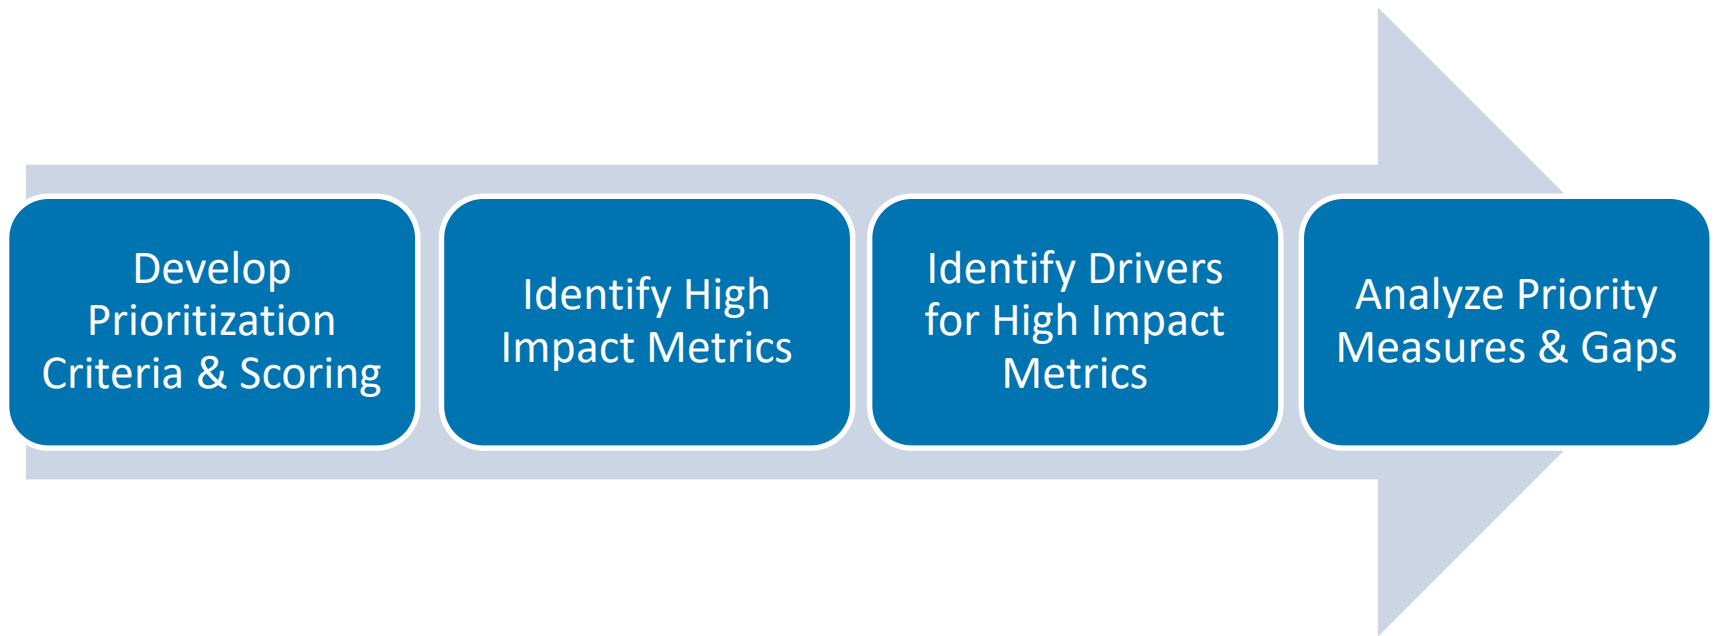 Develop
Prioritization
Criteria & Scoring
Identify High
Impact Metrics
Identify Drivers
for High Impact
Metrics
Analyze Priority
Measures & Gaps